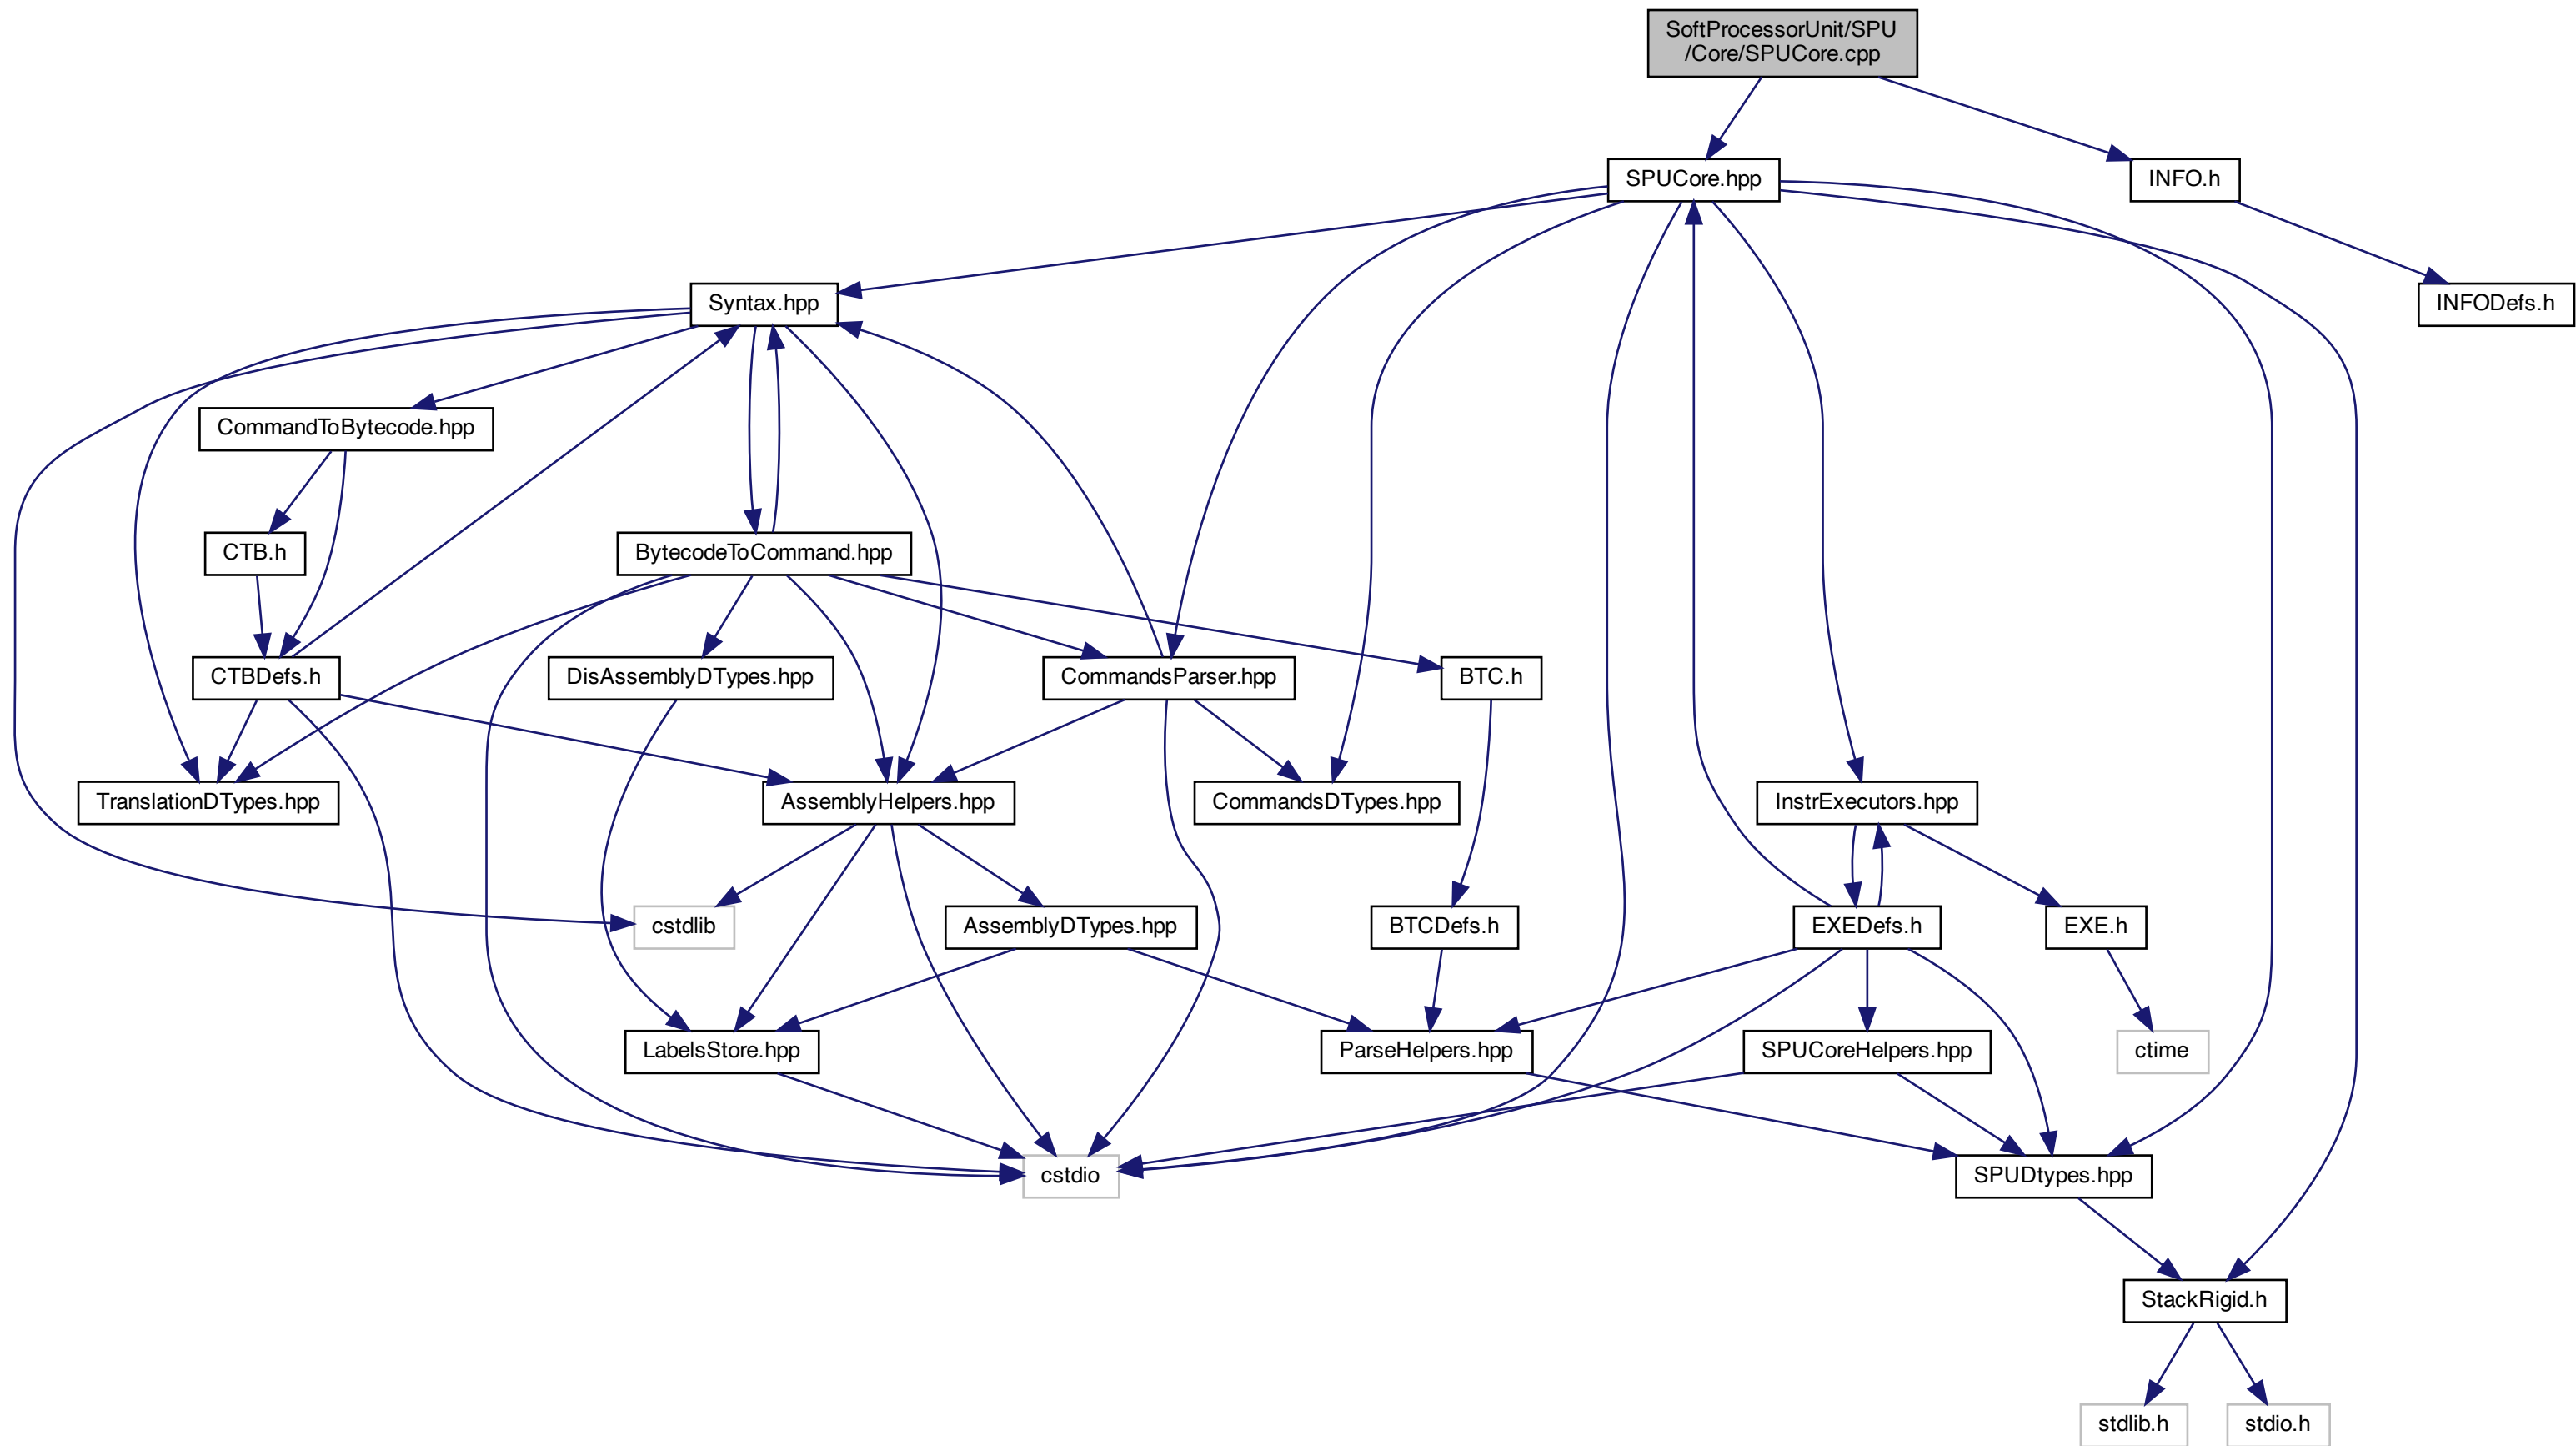 SoftProcessorUnit/SPU
/Core/SPUCore.cpp
SPUCore.hpp
INFO.h
Syntax.hpp
INFODefs.h
CommandToBytecode.hpp
CTB.h
BytecodeToCommand.hpp
CTBDefs.h
DisAssemblyDTypes.hpp
CommandsParser.hpp
BTC.h
TranslationDTypes.hpp
AssemblyHelpers.hpp
CommandsDTypes.hpp
InstrExecutors.hpp
cstdlib
AssemblyDTypes.hpp
BTCDefs.h
EXEDefs.h
EXE.h
LabelsStore.hpp
ParseHelpers.hpp
SPUCoreHelpers.hpp
ctime
cstdio
SPUDtypes.hpp
StackRigid.h
stdlib.h
stdio.h